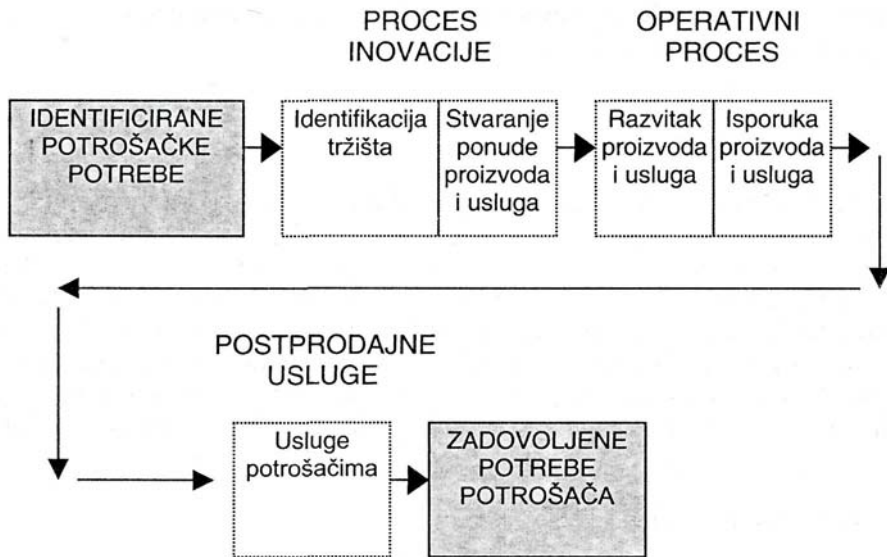 PROCES
INOVACIJE
OPERATIVNI
PROCES
IDENTIFICIRANE
POTROŠAČKE
POTREBE
Identifikacija
tržišta
Stvaranje
ponude
proizvoda
i usluga
Razvitak
proizvoda
i usluga
Isporuka
proizvoda
i usluga
POSTPRODAJNE
USLUGE
Usluge
potrošačima
ZADOVOLJENE
POTREBE
POTROŠAČA